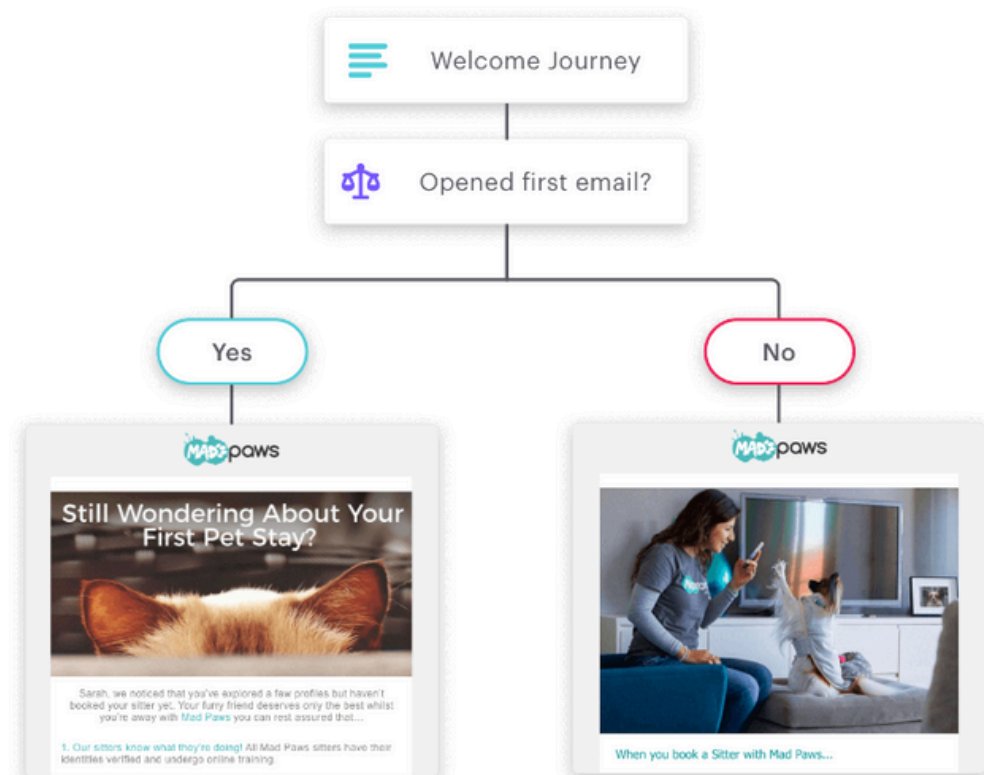 Welcome Journey
Opened first email?
Yes
No
MAD paws
Still Wondering About Your
First Pet Stay?
Sarah, we noticed that you've explored a few profiles but haven't
booked your sitter yet. Your furry friend deserves only the best whilst
you're away with Mad Paws you can rest assured that...
1. Our sitters know what they're doing! All Mad Paws sitters have their
identities verified and undergo online training.
MAD paws
When you book a Sitter with Mad Paws...